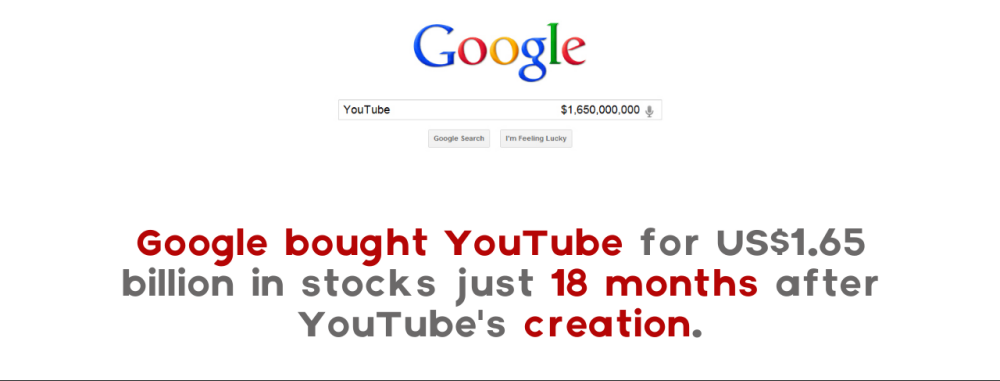 Google
YouTube $1,650,000,000
Google Search I'm Feeling Lucky
Google bought YouTube for US$1.65
billion in stocks just 18 months after
YouTube's creation.